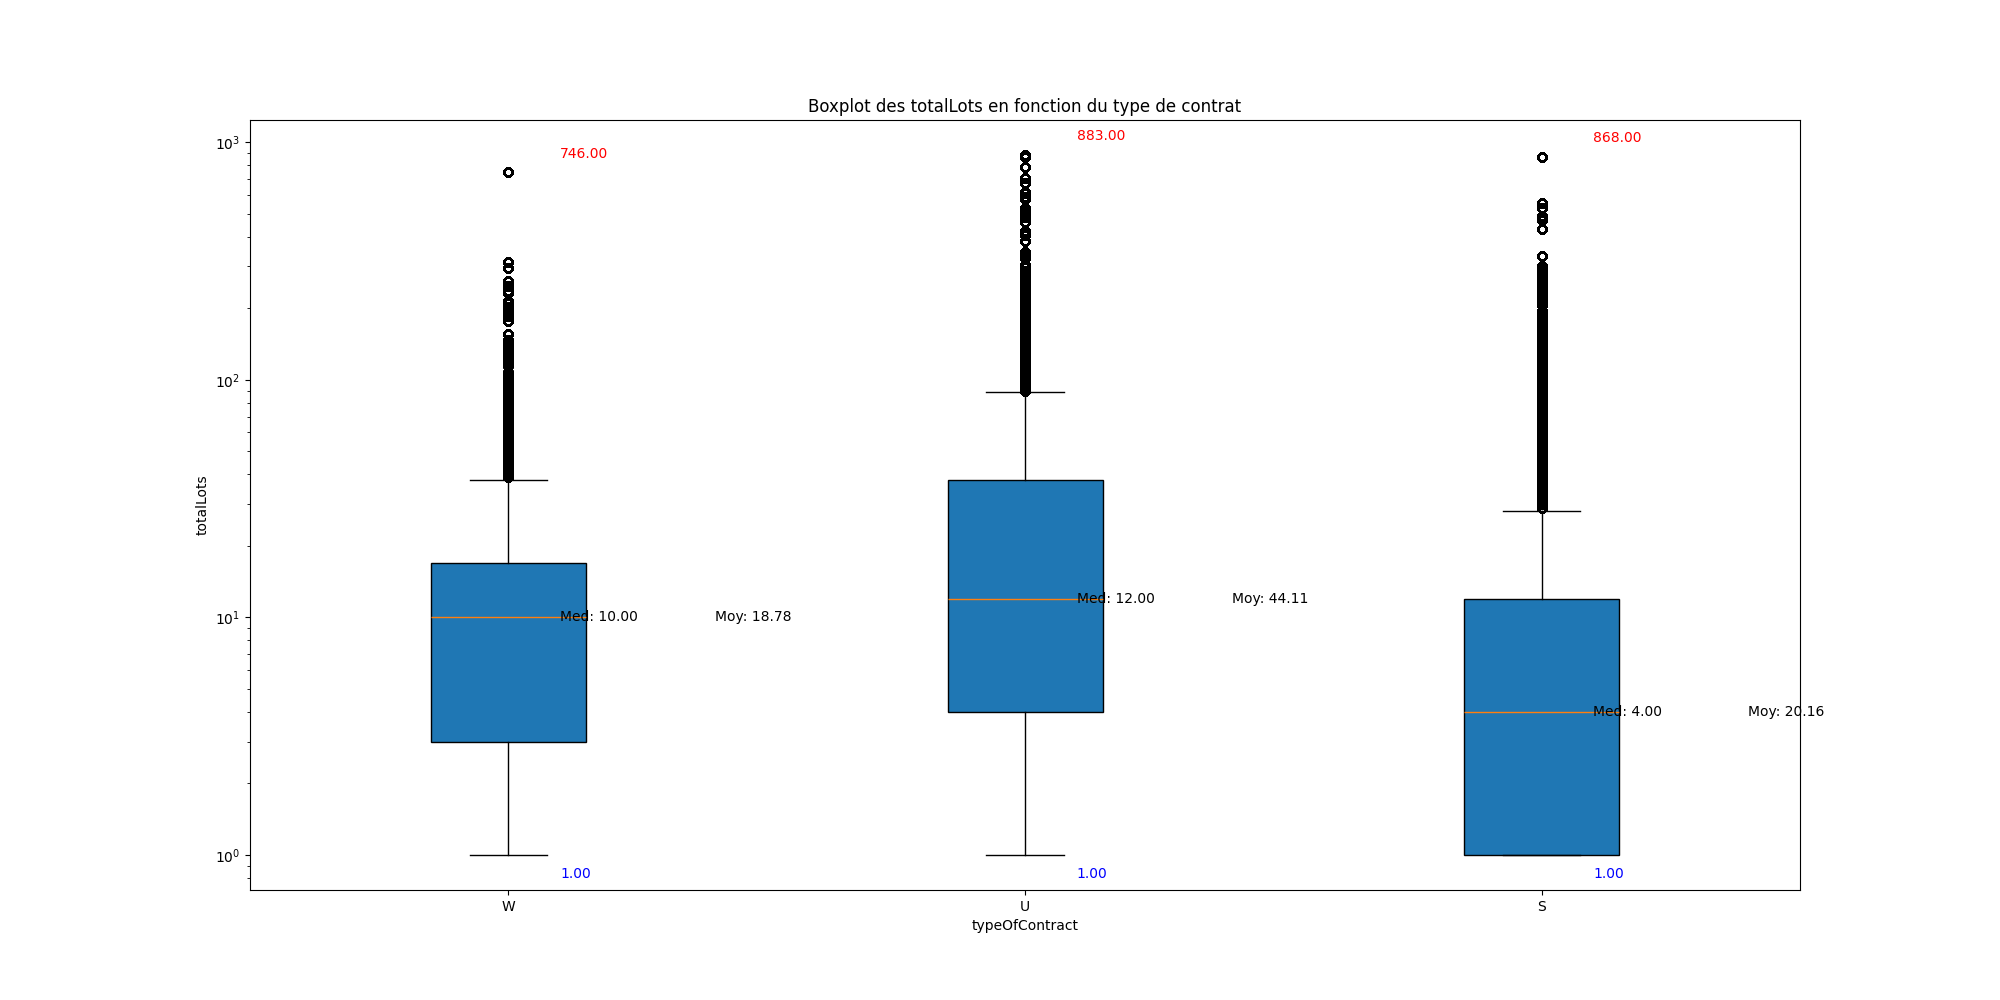 Boxplot des totalLots en fonction du type de contrat
10³
746.00
883.00
868.00
10²
totalLots
10¹
Med: 10.00
Moy: 18.78
Med: 12.00
Moy: 44.11
Med: 4.00
Moy: 20.16
10⁰
1.00
1.00
1.00
W
U
S
typeOfContract